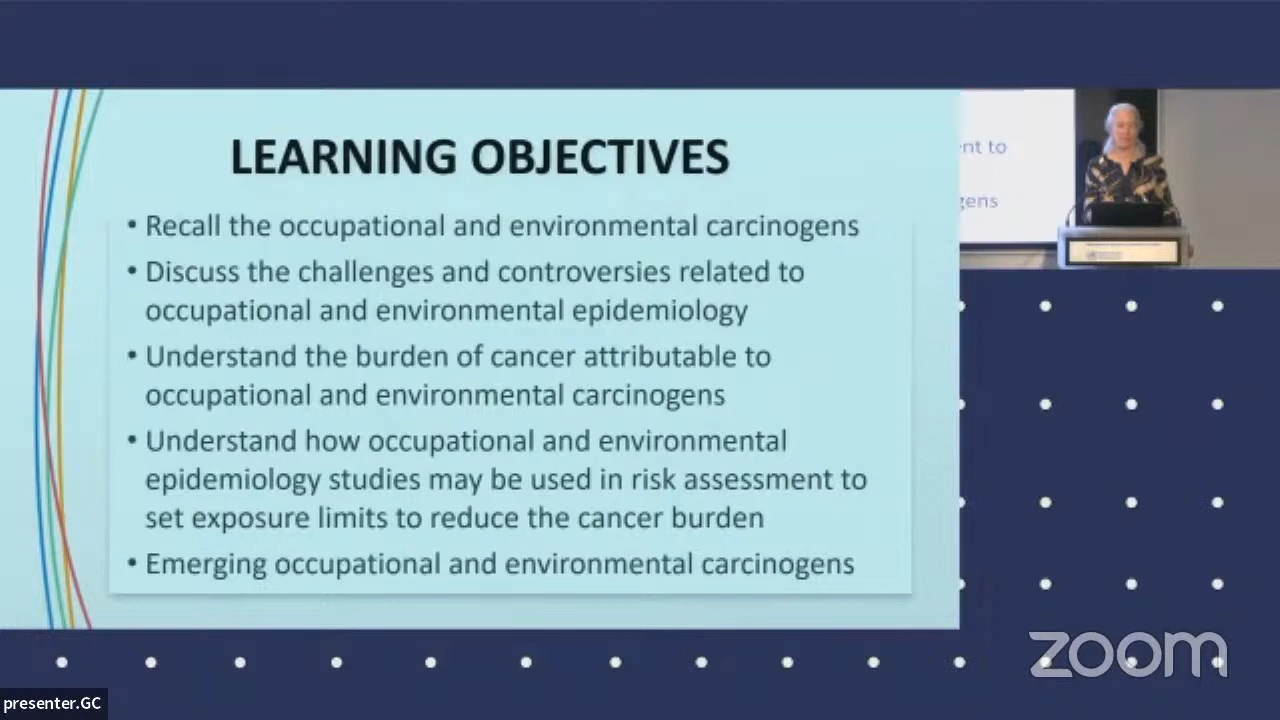 LEARNING OBJECTIVES
• Recall the occupational and environmental carcinogens
• Discuss the challenges and controversies related to
occupational and environmental epidemiology
• Understand the burden of cancer attributable to
occupational and environmental carcinogens
• Understand how occupational and environmental
epidemiology studies may be used in risk assessment to
set exposure limits to reduce the cancer burden
• Emerging occupational and environmental carcinogens
ent to
gens
zoom
presenter.GC